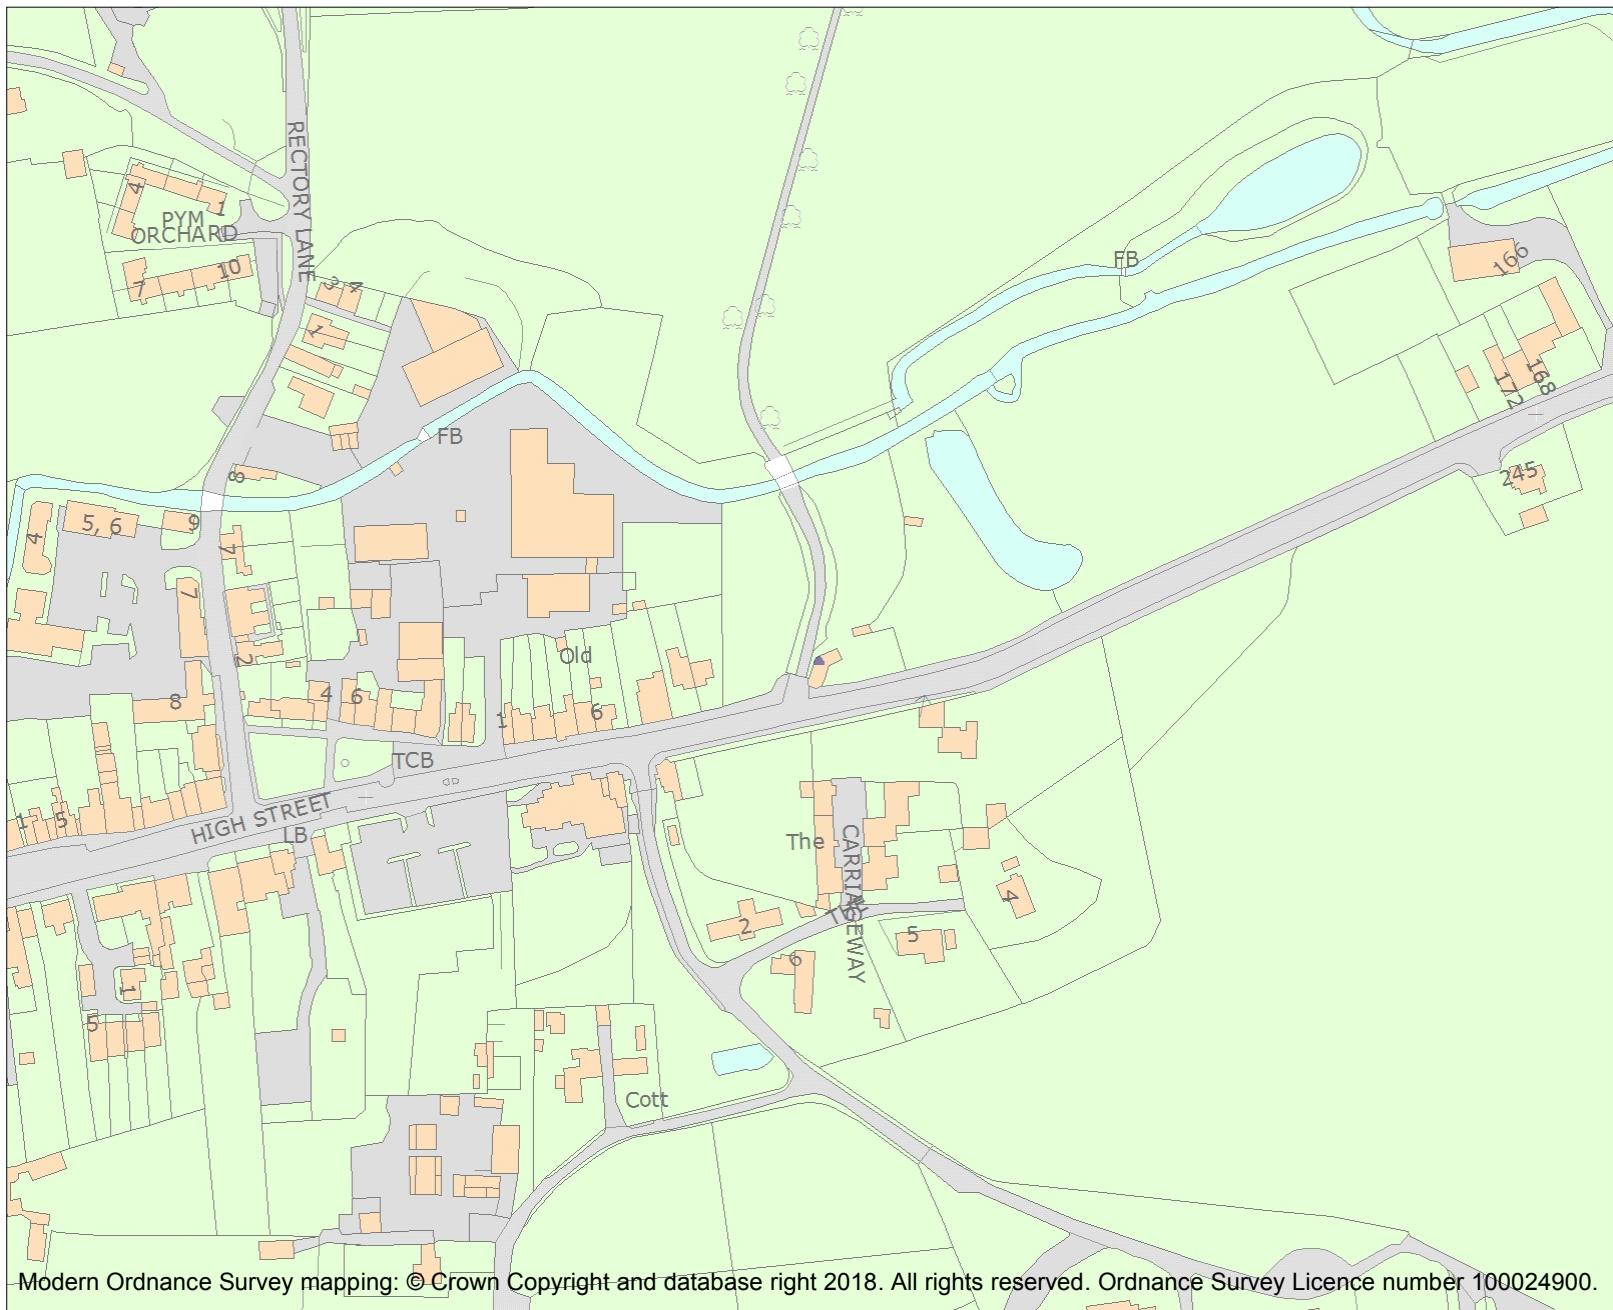 RECTORY LANE
4
1
PYM
ORCHARD
10
7
3
4
1
FB
166
FB
168
172
245
8
5, 6
9
4
7
7
2
Old
8
4
6
1
6
TCB
HIGH STREET
LB
1
5
The
CARRIAGEWAY
THE
4
2
5
6
1
5
Cott
Modern Ordnance Survey mapping: © Crown Copyright and database right 2018. All rights reserved. Ordnance Survey Licence number 100024900.